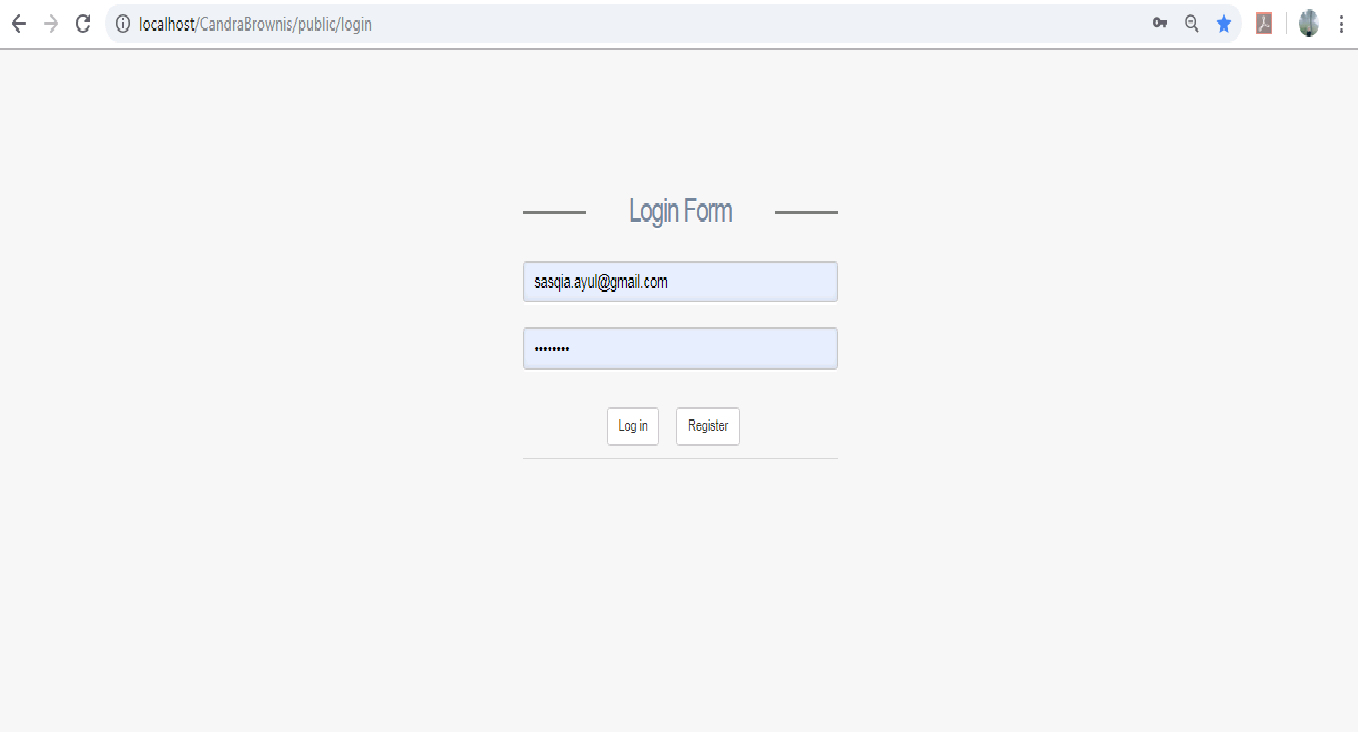 localhost/CandraBrownis/public/login
Login Form
sasqia.ayul@gmail.com
••••••••
Log in Register